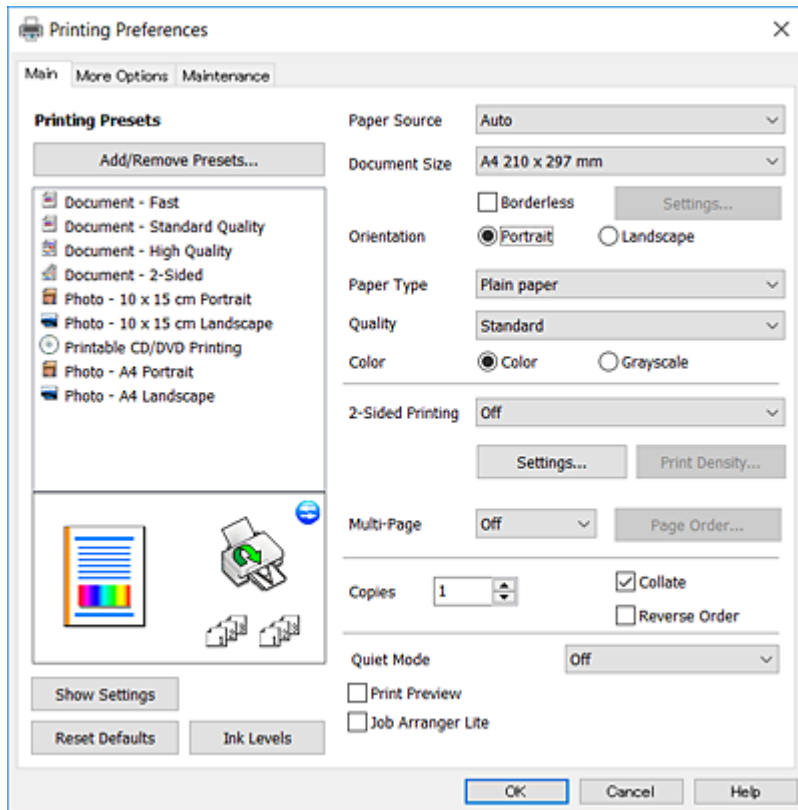 Printing Preferences
Main More Options Maintenance
Printing Presets
Add/Remove Presets...
Document - Fast
Document - Standard Quality
Document - High Quality
Document - 2-Sided
Photo - 10 x 15 cm Portrait
Photo - 10 x 15 cm Landscape
Printable CD/DVD Printing
Photo - A4 Portrait
Photo - A4 Landscape
Show Settings
Reset Defaults Ink Levels
Paper Source Auto
Document Size A4 210 x 297 mm
Borderless Settings...
Orientation Portrait Landscape
Paper Type Plain paper
Quality Standard
Color Color Grayscale
2-Sided Printing Off
Settings... Print Density...
Multi-Page Off Page Order...
Copies 1 Collate
Reverse Order
Quiet Mode Off
Print Preview
Job Arranger Lite
OK Cancel Help